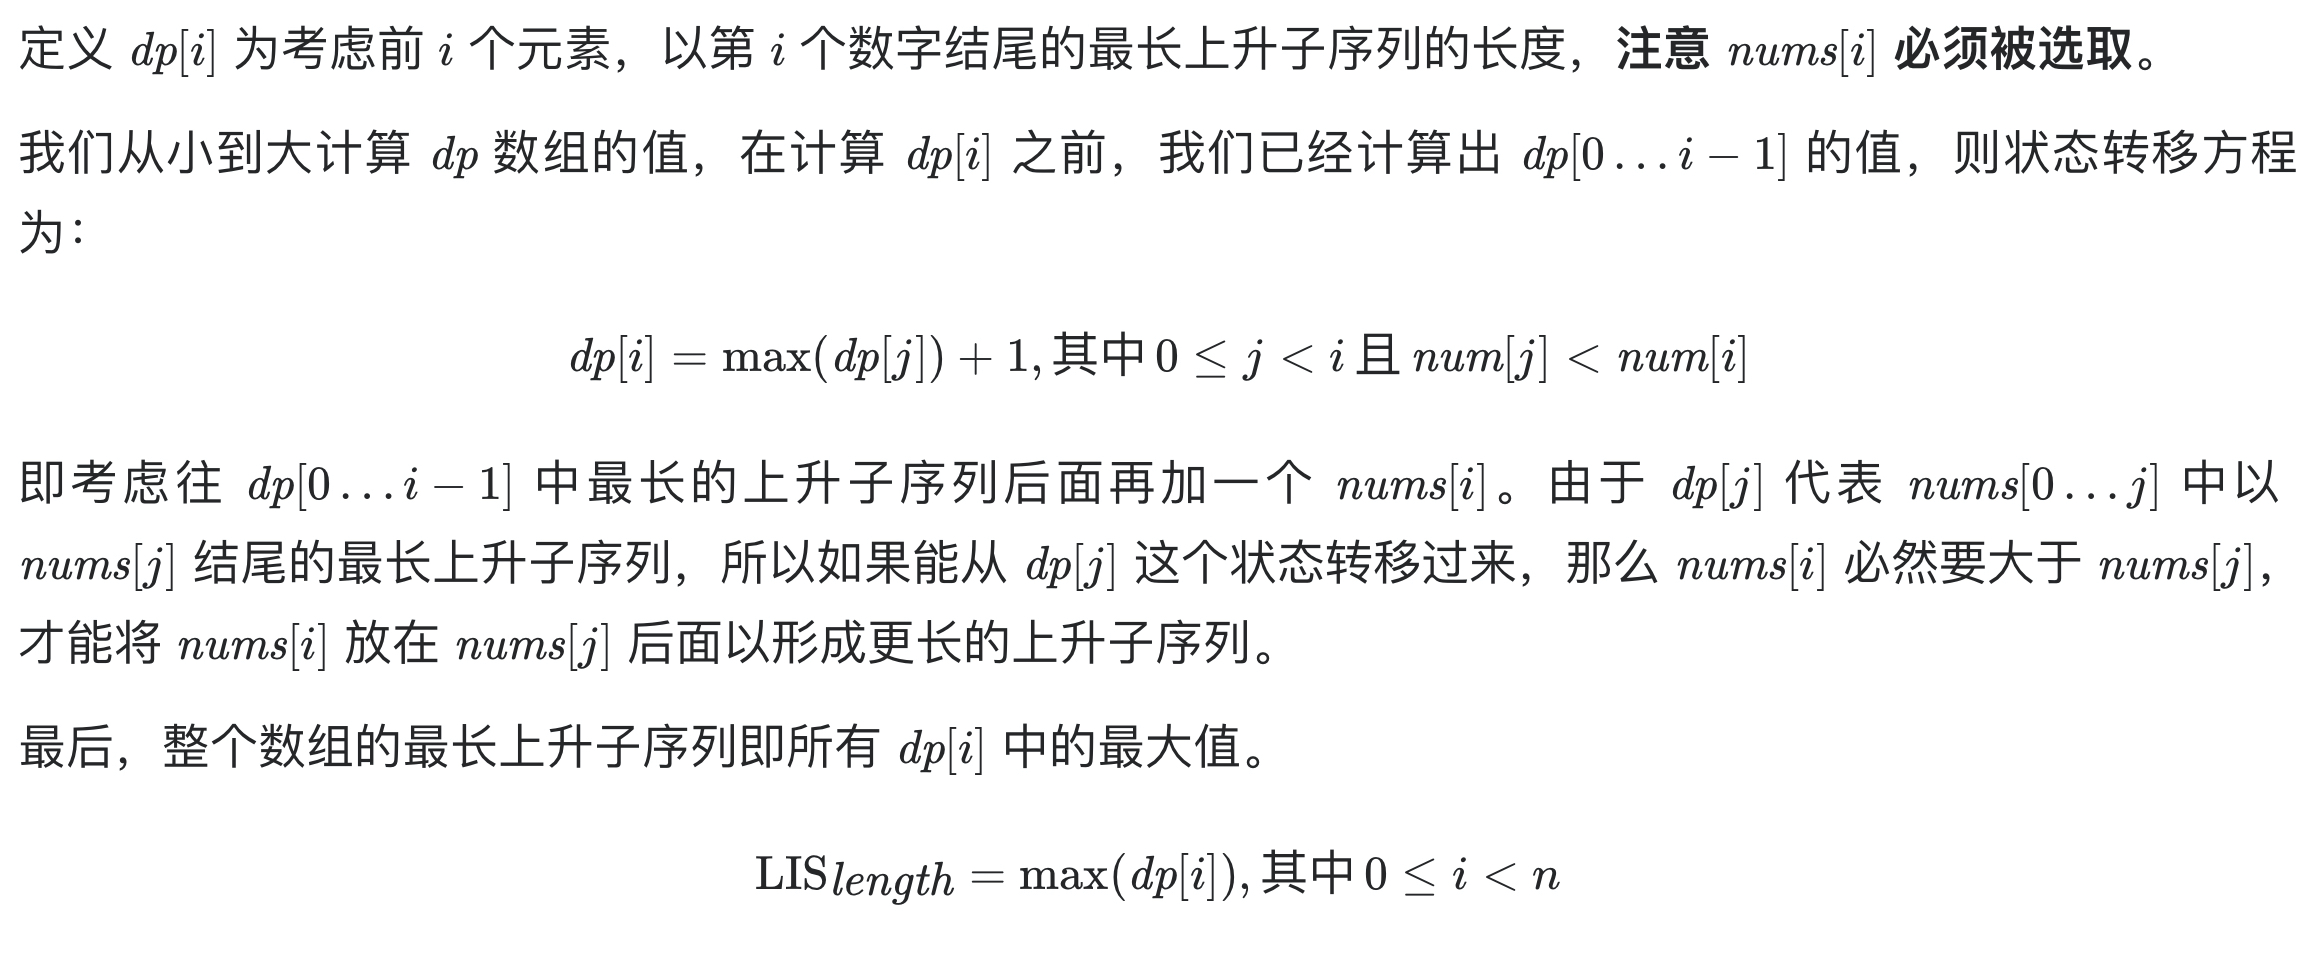 定义 dp[i] 为考虑前 i 个元素，以第 i 个数字结尾的最长上升子序列的长度，注意 nums[i] 必须被选取。
我们从小到大计算 dp 数组的值，在计算 dp[i] 之前，我们已经计算出 dp[0…i − 1] 的值，则状态转移方程
为：
dp[i] = max(dp[j]) + 1, 其中 0 ≤ j < i 且 num[j] < num[i]
即考虑往 dp[0…i − 1] 中最长的上升子序列后面再加一个 nums[i]。由于 dp[j] 代表 nums[0…j] 中以
nums[j] 结尾的最长上升子序列，所以如果能从 dp[j] 这个状态转移过来，那么 nums[i] 必然要大于 nums[j]，
才能将 nums[i] 放在 nums[j] 后面以形成更长的上升子序列。
最后，整个数组的最长上升子序列即所有 dp[i] 中的最大值。
LIS_length = max(dp[i]), 其中 0 ≤ i < n